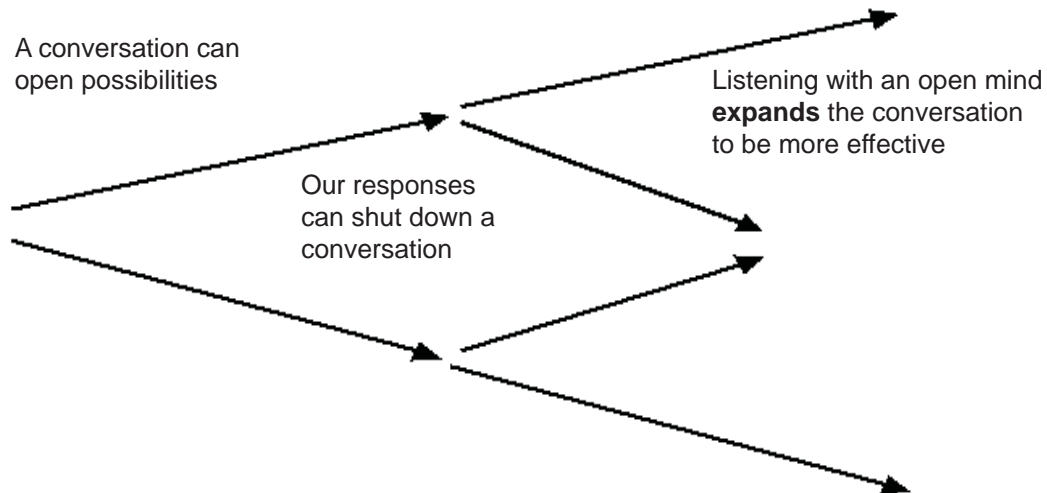 A conversation can
open possibilities
Listening with an open mind
expands the conversation
to be more effective
Our responses
can shut down a
conversation